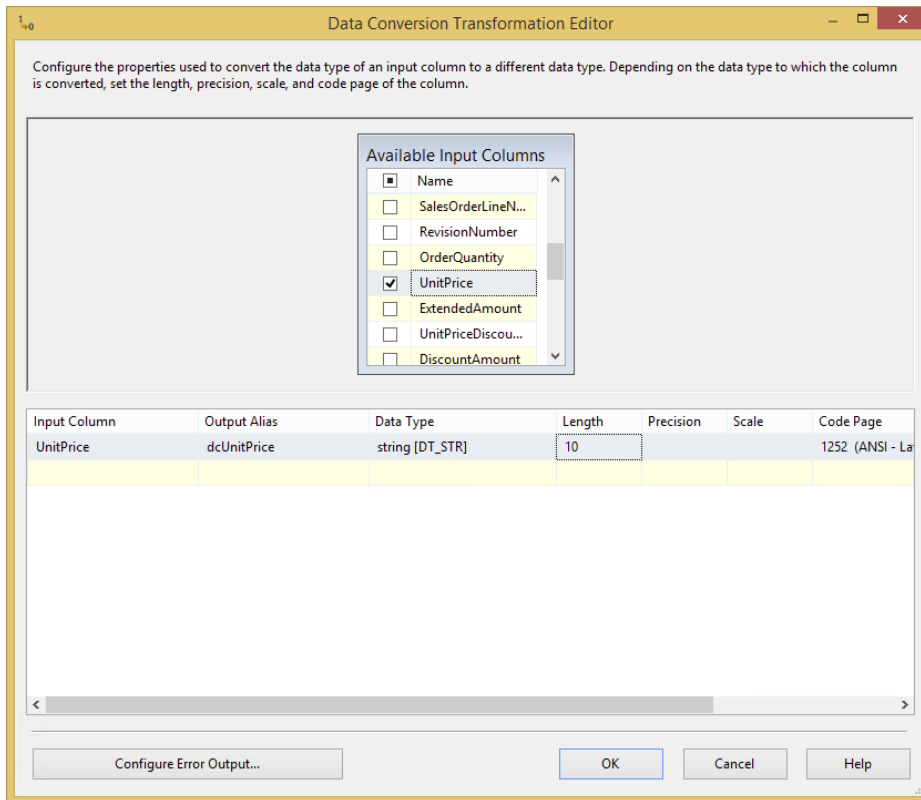 Data Conversion Transformation Editor
Configure the properties used to convert the data type of an input column to a different data type. Depending on the data type to which the column
is converted, set the length, precision, scale, and code page of the column.
Available Input Columns
Name
SalesOrderLineN...
RevisionNumber
OrderQuantity
UnitPrice
ExtendedAmount
UnitPriceDiscou...
DiscountAmount
Input Column Output Alias Data Type Length Precision Scale Code Page
UnitPrice dcUnitPrice string [DT_STR] 10 1252 (ANSI - La
Configure Error Output... OK Cancel Help